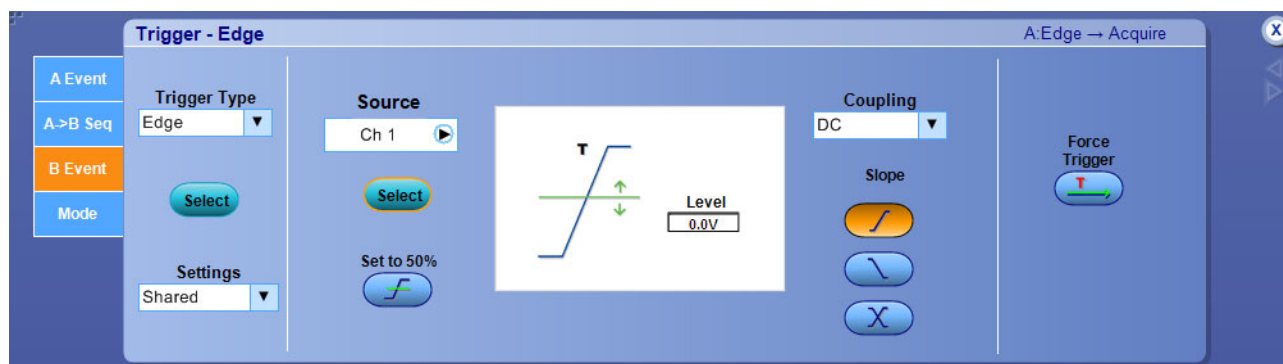 Trigger - Edge
A:Edge → Acquire
X
A Event
A->B Seq
B Event
Mode
Trigger Type
Edge
Select
Settings
Shared
Source
Ch 1
Select
Set to 50%
T
Level
0.0V
Coupling
DC
Slope
Force
Trigger
T